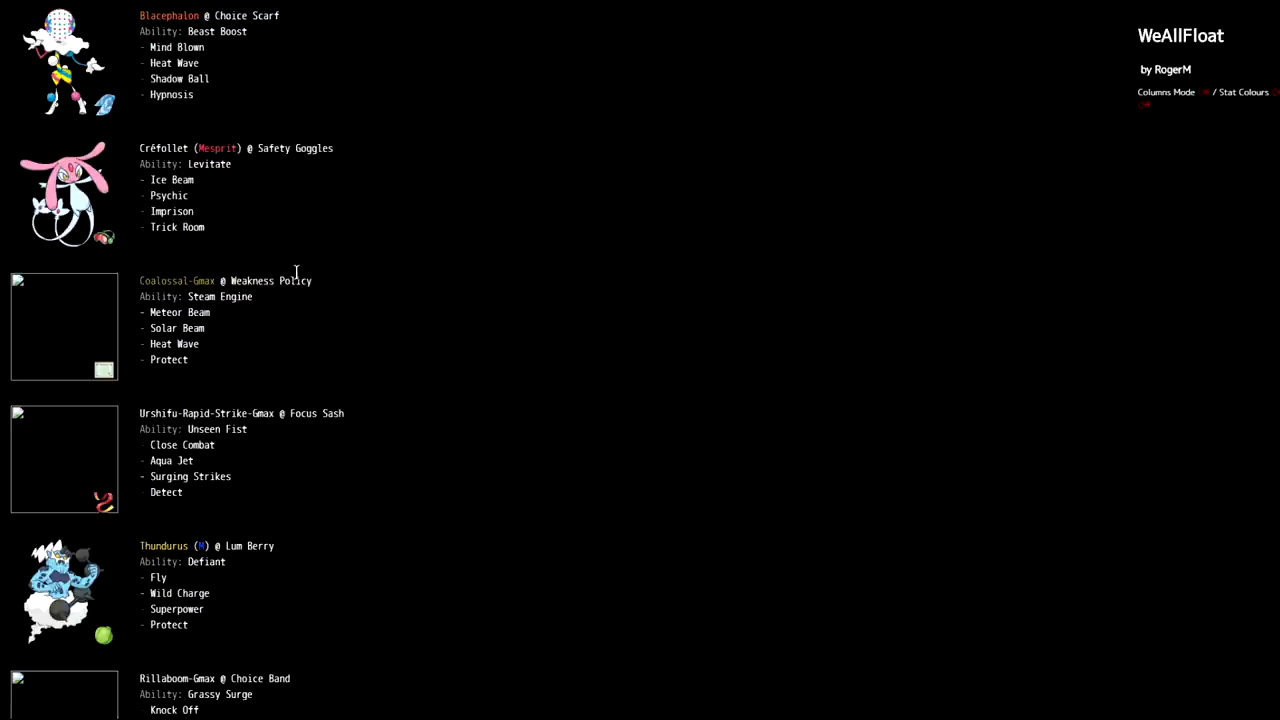 Blacephalon @ Choice Scarf
Ability: Beast Boost
- Mind Blown
- Heat Wave
- Shadow Ball
- Hypnosis
Créfollet (Mesprit) @ Safety Goggles
Ability: Levitate
- Ice Beam
- Psychic
- Imprison
- Trick Room
Coalossal-Gmax @ Weakness Policy
Ability: Steam Engine
- Meteor Beam
- Solar Beam
- Heat Wave
- Protect
Urshifu-Rapid-Strike-Gmax @ Focus Sash
Ability: Unseen Fist
- Close Combat
- Aqua Jet
- Surging Strikes
- Detect
Thundurus (M) @ Lum Berry
Ability: Defiant
- Fly
- Wild Charge
- Superpower
- Protect
Rillaboom-Gmax @ Choice Band
Ability: Grassy Surge
Knock Off
WeAllFloat
by RogerM
Columns Mode / Stat Colours